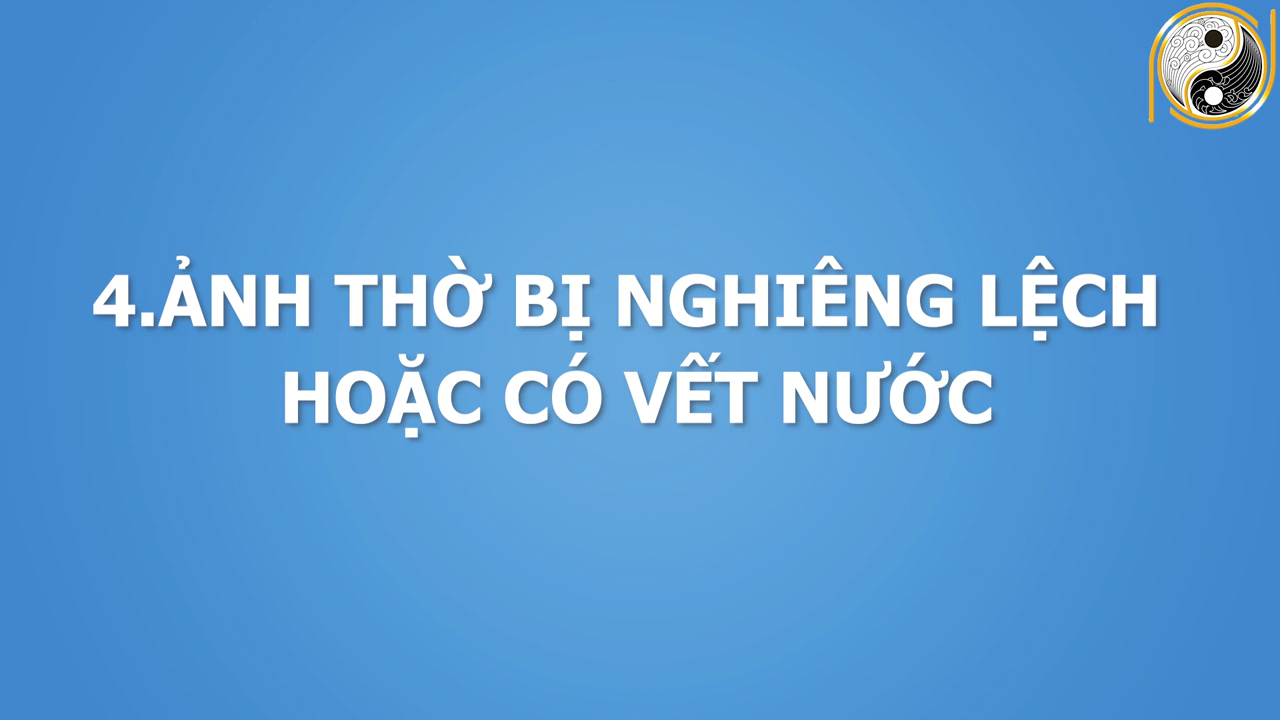 4.ẢNH THỜ BỊ NGHIÊNG LỆCH
HOẶC CÓ VẾT NƯỚC